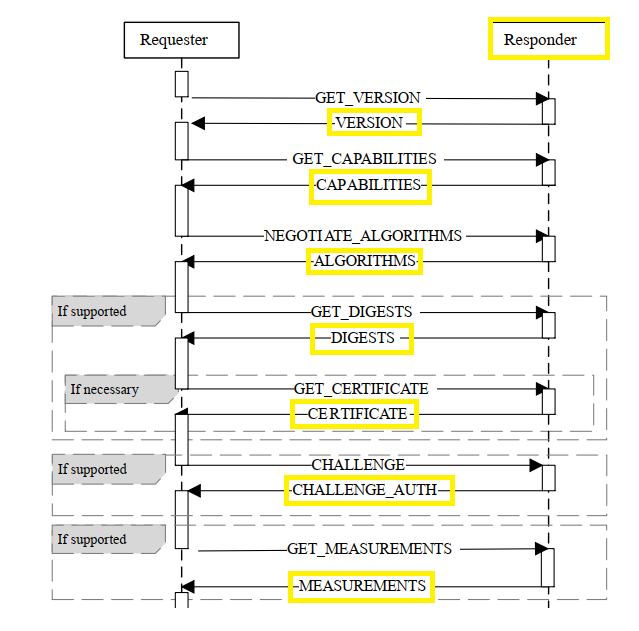 Requester
Responder
GET_VERSION
VERSION
GET_CAPABILITIES
CAPABILITIES
NEGOTIATE_ALGORITHMS
ALGORITHMS
If supported
GET_DIGESTS
DIGESTS
If necessary
GET_CERTIFICATE
CERTIFICATE
If supported
CHALLENGE
CHALLENGE_AUTH
If supported
GET_MEASUREMENTS
MEASUREMENTS